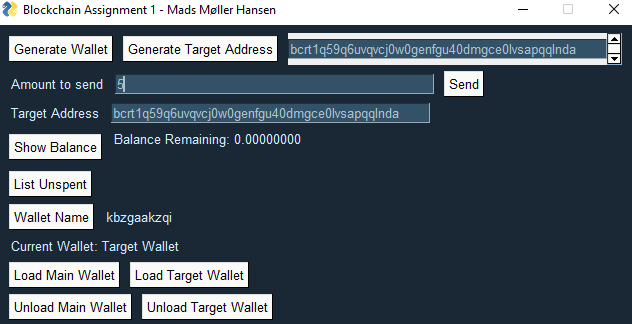 Blockchain Assignment 1 - Mads Møller Hansen
Generate Wallet Generate Target Address bcrt1q59q6uvqvcj0w0genfgu40dmgce0lvsapqqlnda
Amount to send 5 Send
Target Address bcrt1q59q6uvqvcj0w0genfgu40dmgce0lvsapqqlnda
Show Balance Balance Remaining: 0.00000000
List Unspent
Wallet Name kbzgaakzqi
Current Wallet: Target Wallet
Load Main Wallet Load Target Wallet
Unload Main Wallet Unload Target Wallet